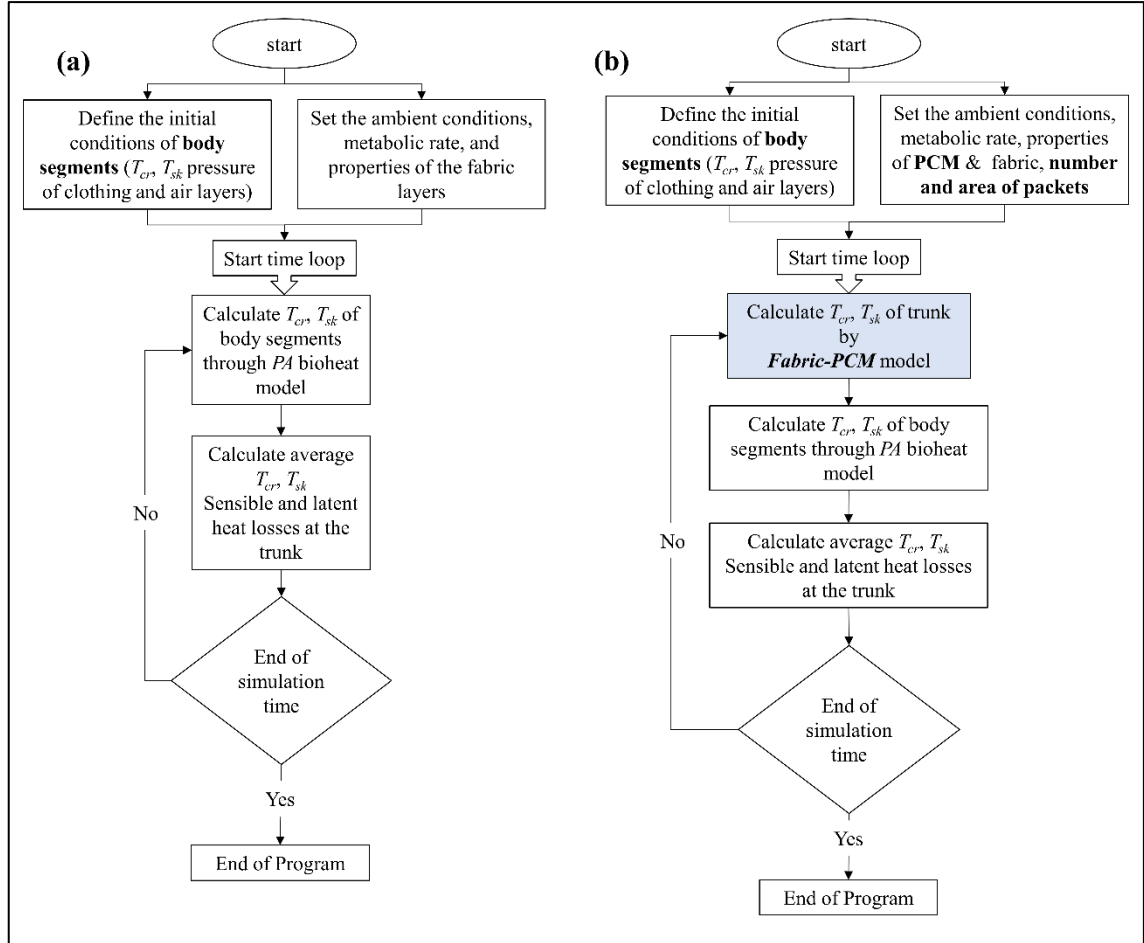 (a)
start
Define the initial
conditions of body
segments (Tcr, Tsk pressure
of clothing and air layers)
Set the ambient conditions,
metabolic rate, and
properties of the fabric
layers
Start time loop
Calculate Tcr, Tsk of
body segments
through PA bioheat
model
Calculate average
Tcr, Tsk
Sensible and latent
heat losses at the
trunk
No
End of
simulation
time
Yes
End of Program
(b)
start
Define the initial
conditions of body
segments (Tcr, Tsk pressure
of clothing and air layers)
Set the ambient conditions,
metabolic rate, properties
of PCM & fabric, number
and area of packets
Start time loop
Calculate Tcr, Tsk of trunk
by
Fabric-PCM model
Calculate Tcr, Tsk of body
segments through PA bioheat
model
Calculate average Tcr, Tsk
Sensible and latent heat losses
at the trunk
No
End of
simulation
time
Yes
End of Program